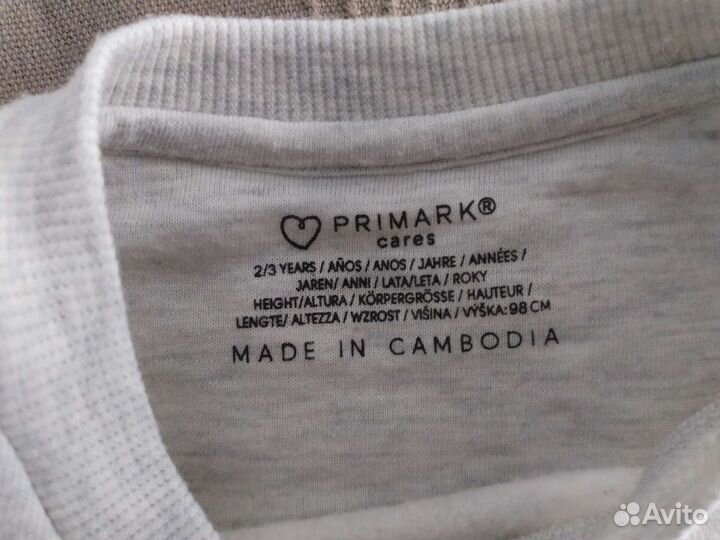 PRIMARK®
cares
2/3 YEARS / AÑOS / ANOS / JAHRE / ANNÉES /
JAREN/ ANNI / LATA/LETA / ROKY
HEIGHT/ALTURA / KÖRPERGRÖSSE / HAUTEUR /
LENGTE/ ALTEZZA / WZROST / VIŠINA / VÝŠKA: 98 CM
MADE IN CAMBODIA
Avito